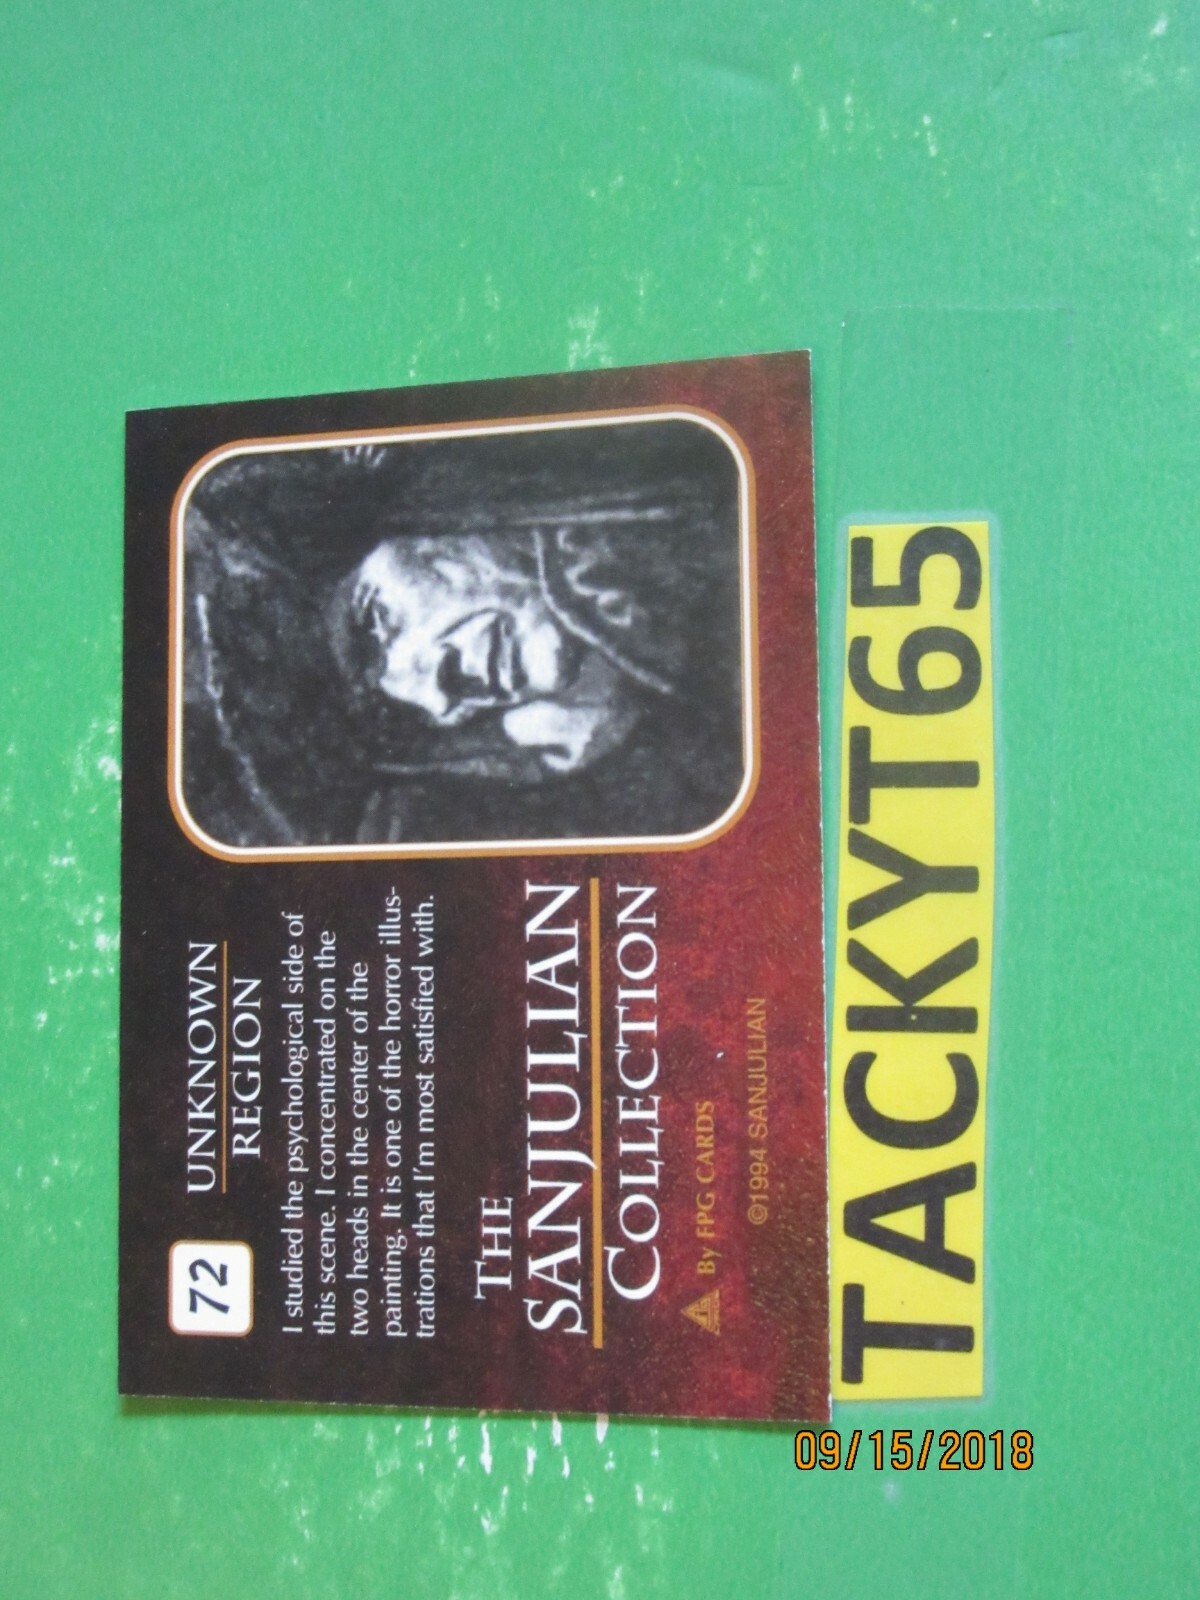 72
UNKNOWN
REGION
I studied the psychological side of
this scene. I concentrated on the
two heads in the center of the
painting. It is one of the horror illus-
trations that I'm most satisfied with.
THE
SANJULIAN
COLLECTION
By FPG CARDS
©1994 SANJULIAN
TACKYT65
09/15/2018